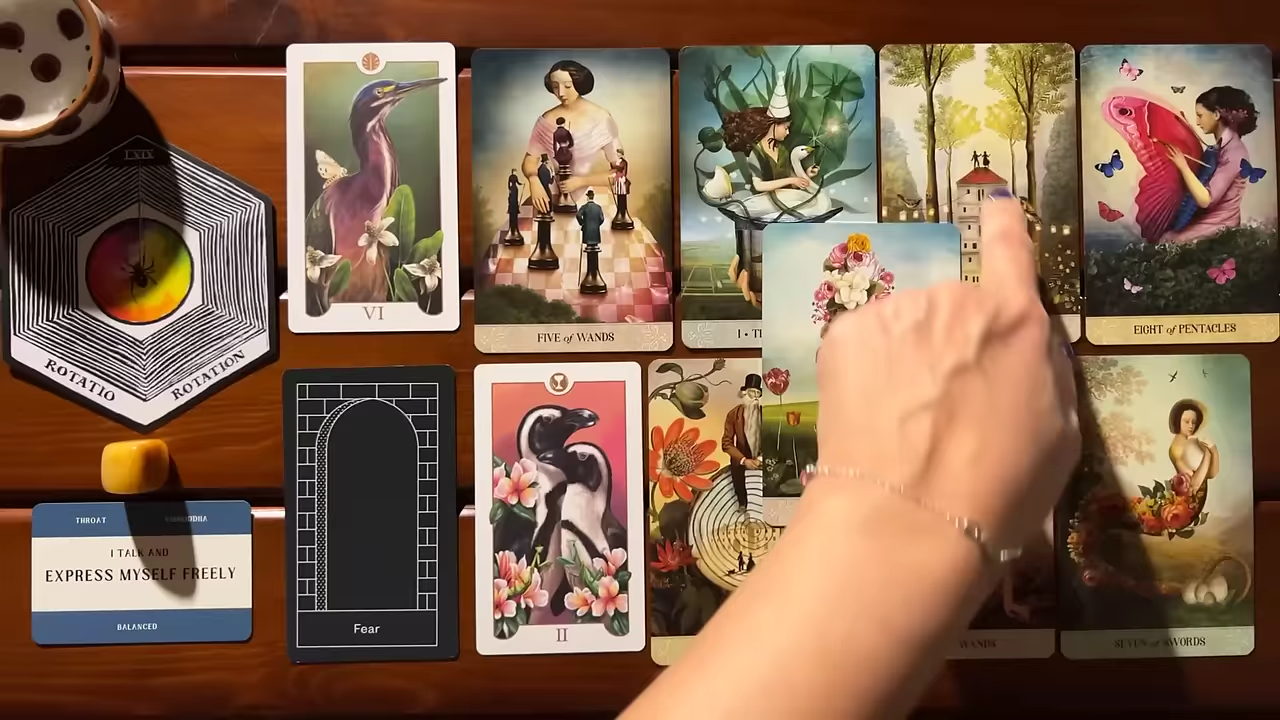 VI
FIVE of WANDS
EIGHT of PENTACLES
ROTATIO
ROTATION
THROAT
I TALK AND
EXPRESS MYSELF FREELY
BALANCED
Fear
II
WANDS
SEVEN of SWORDS